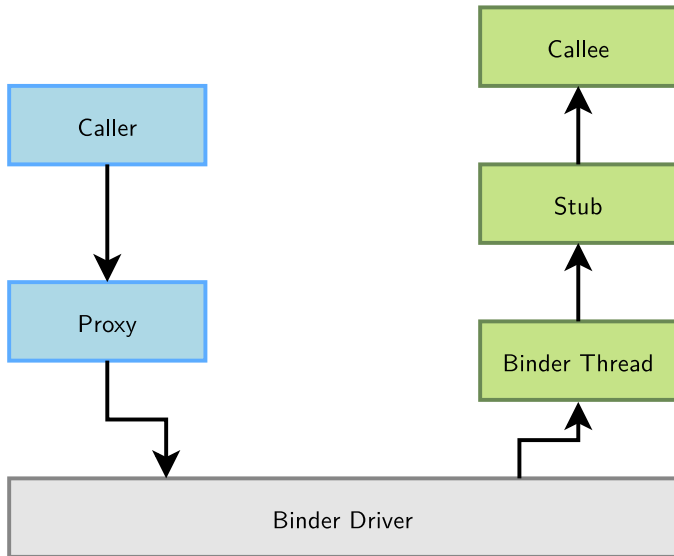 Callee
Caller
Stub
Proxy
Binder Thread
Binder Driver